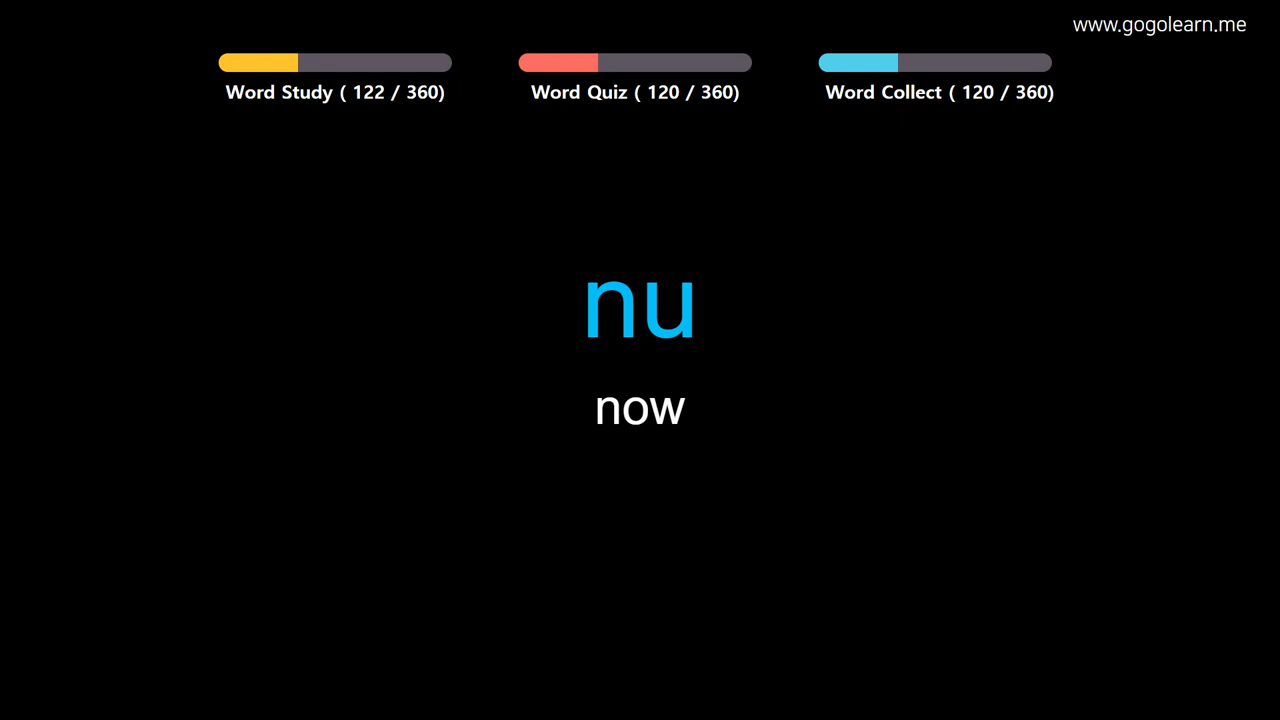 www.gogolearn.me
Word Study ( 122 / 360)
Word Quiz ( 120 / 360)
Word Collect ( 120 / 360)
nu
now